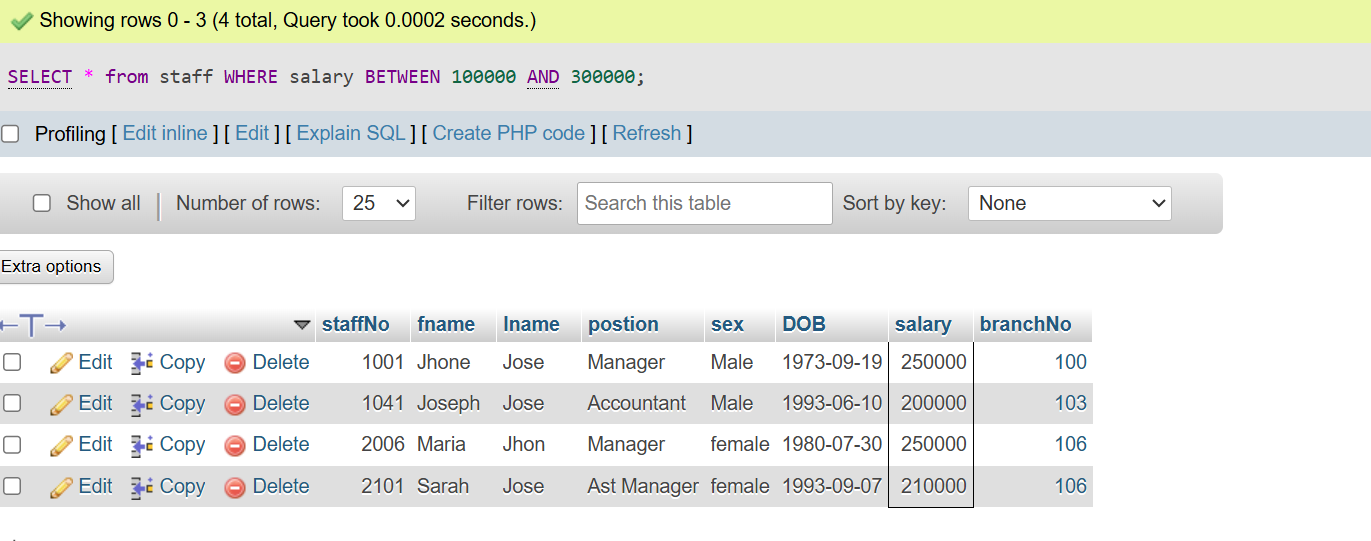 Showing rows 0 - 3 (4 total, Query took 0.0002 seconds.)
SELECT * from staff WHERE salary BETWEEN 100000 AND 300000;
Profiling [ Edit inline ] [ Edit ] [ Explain SQL ] [ Create PHP code ] [ Refresh ]
Show all Number of rows: 25 Filter rows: Search this table Sort by key: None
Extra options
←T→ staffNo fname lname postion sex DOB salary branchNo
Edit Copy Delete 1001 Jhone Jose Manager Male 1973-09-19 250000 100
Edit Copy Delete 1041 Joseph Jose Accountant Male 1993-06-10 200000 103
Edit Copy Delete 2006 Maria Jhon Manager female 1980-07-30 250000 106
Edit Copy Delete 2101 Sarah Jose Ast Manager female 1993-09-07 210000 106